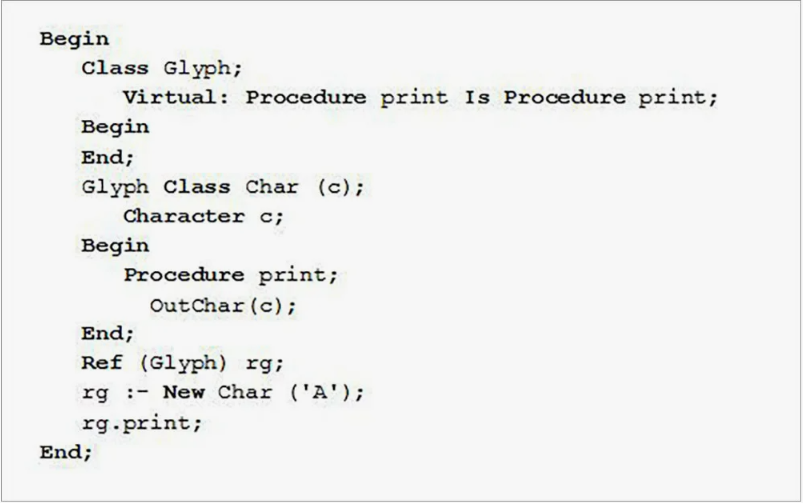 Begin
Class Glyph;
Virtual: Procedure print Is Procedure print;
Begin
End;
Glyph Class Char (c);
Character c;
Begin
Procedure print;
OutChar(c);
End;
Ref (Glyph) rg;
rg :- New Char ('A');
rg.print;
End;